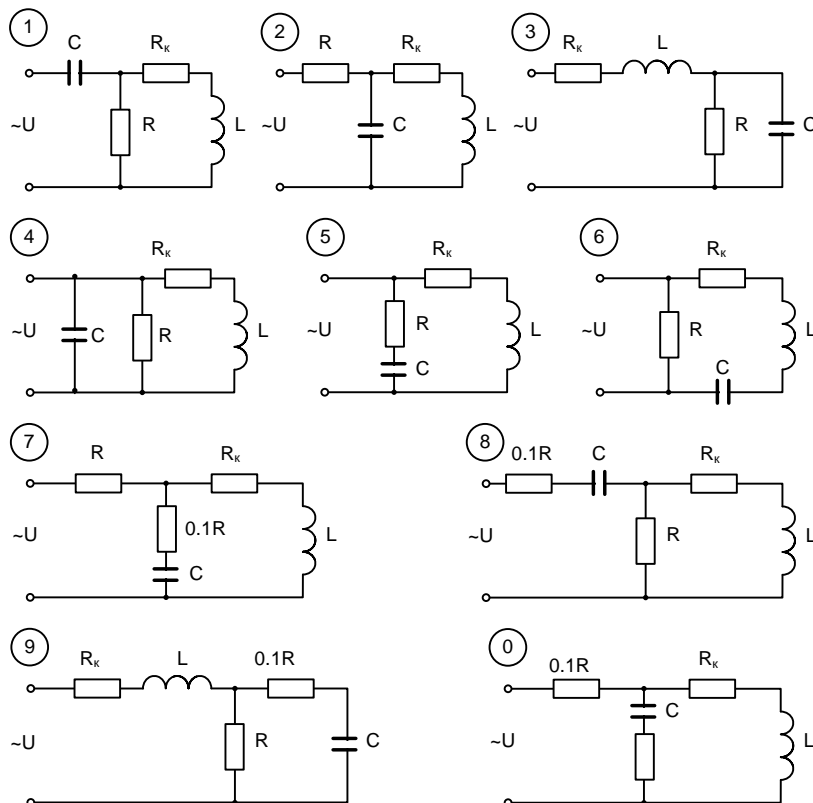 1 2 3
C Rк R Rк Rк L
~U R L ~U C L ~U R C
4 5 6
Rк Rк Rк
~U C R L ~U R L ~U R L
C C
7 8
R Rк 0.1R C Rк
~U 0.1R L ~U R L
C
9 0
Rк L 0.1R 0.1R Rк
C
~U R C ~U L